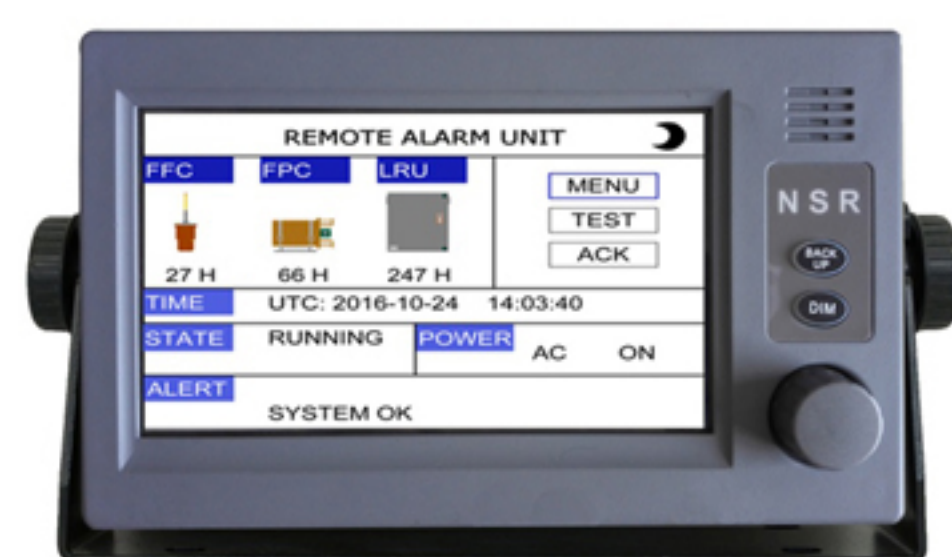 REMOTE ALARM UNIT
FFC FPC LRU
MENU
TEST
ACK
27 H 66 H 247 H
TIME UTC: 2016-10-24 14:03:40
STATE RUNNING POWER AC ON
ALERT
SYSTEM OK
NSR
BACK
UP
DIM